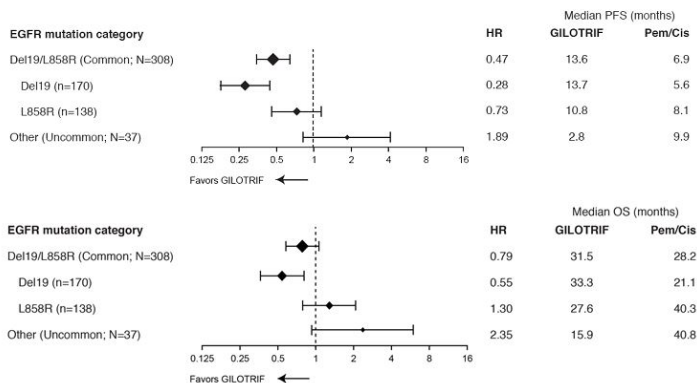 Median PFS (months)
EGFR mutation category HR GILOTRIF Pem/Cis
Del19/L858R (Common; N=308) 0.47 13.6 6.9
Del19 (n=170) 0.28 13.7 5.6
L858R (n=138) 0.73 10.8 8.1
Other (Uncommon; N=37) 1.89 2.8 9.9
0.125 0.25 0.5 1 2 4 8 16
Favors GILOTRIF
Median OS (months)
EGFR mutation category HR GILOTRIF Pem/Cis
Del19/L858R (Common; N=308) 0.79 31.5 28.2
Del19 (n=170) 0.55 33.3 21.1
L858R (n=138) 1.30 27.6 40.3
Other (Uncommon; N=37) 2.35 15.9 40.8
0.125 0.25 0.5 1 2 4 8 16
Favors GILOTRIF